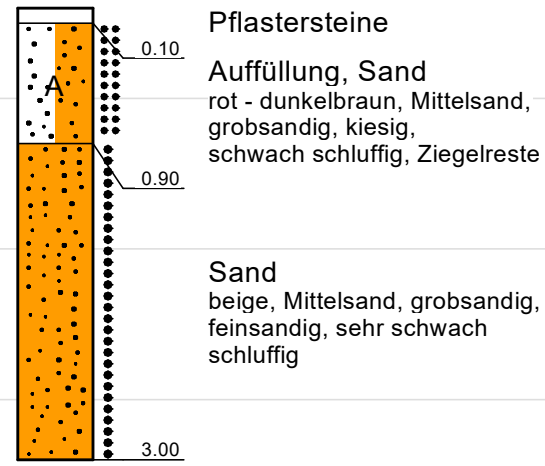 Pflastersteine
0.10
Auffüllung, Sand
rot - dunkelbraun, Mittelsand,
grobsandig, kiesig,
schwach schluffig, Ziegelreste
A
0.90
Sand
beige, Mittelsand, grobsandig,
feinsandig, sehr schwach
schluffig
3.00